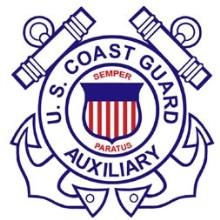 U. S. COAST GUARD
SEMPER
PARATUS
AUXILIARY